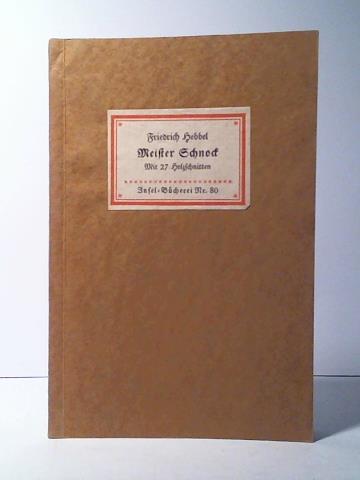 Friedrich Hebbel
Meister Schnock
Mit 27 Holzschnitten
Insel-Bücherei Nr. 80